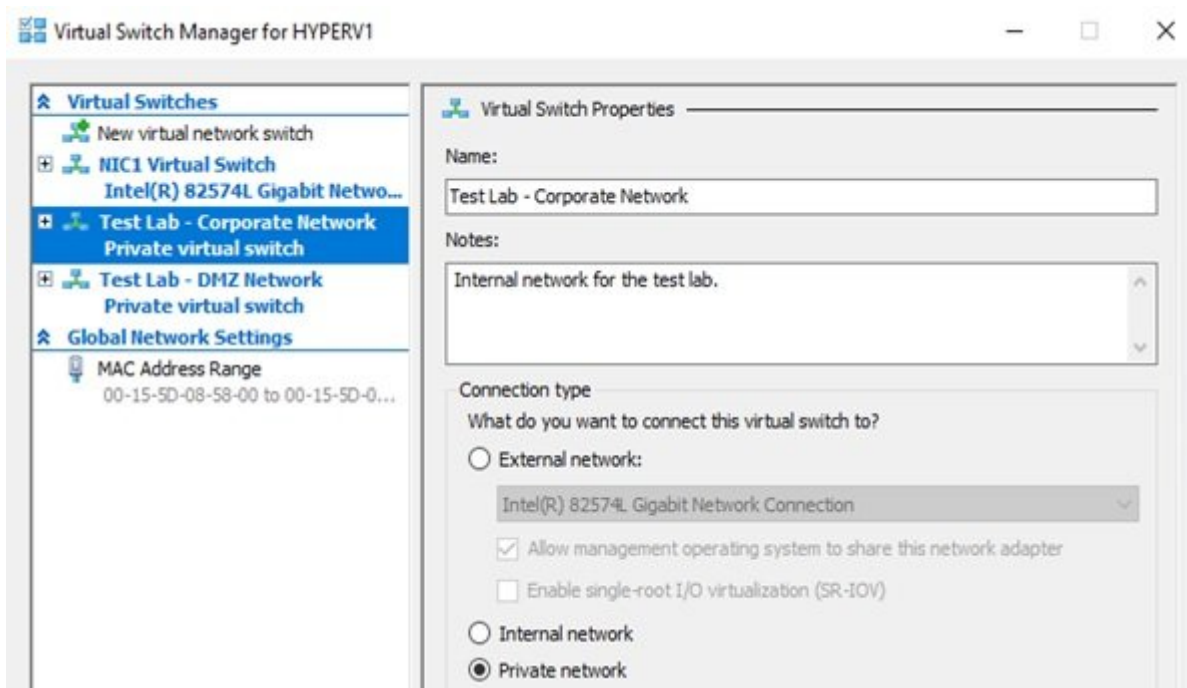 Virtual Switch Manager for HYPERV1
Virtual Switches
New virtual network switch
NIC1 Virtual Switch
Intel(R) 82574L Gigabit Netwo...
Test Lab - Corporate Network
Private virtual switch
Test Lab - DMZ Network
Private virtual switch
Global Network Settings
MAC Address Range
00-15-5D-08-58-00 to 00-15-5D-0...
Virtual Switch Properties
Name:
Test Lab - Corporate Network
Notes:
Internal network for the test lab.
Connection type
What do you want to connect this virtual switch to?
External network:
Intel(R) 82574L Gigabit Network Connection
Allow management operating system to share this network adapter
Enable single-root I/O virtualization (SR-IOV)
Internal network
Private network